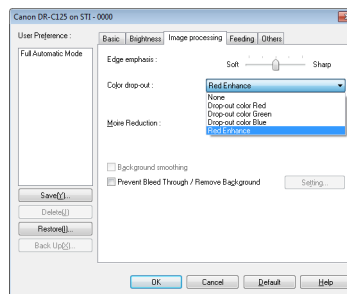 Canon DR-C125 on STI - 0000
User Preference :
Full Automatic Mode
Save(Y)...
Delete(J)
Restore(I)...
Back Up(X)...
Basic Brightness Image processing Feeding Others
Edge emphasis :
Soft Sharp
Color drop-out :
Red Enhance
None
Drop-out color Red
Drop-out color Green
Drop-out color Blue
Red Enhance
Moire Reduction :
Background smoothing
Prevent Bleed Through / Remove Background
Setting...
OK Cancel Default Help